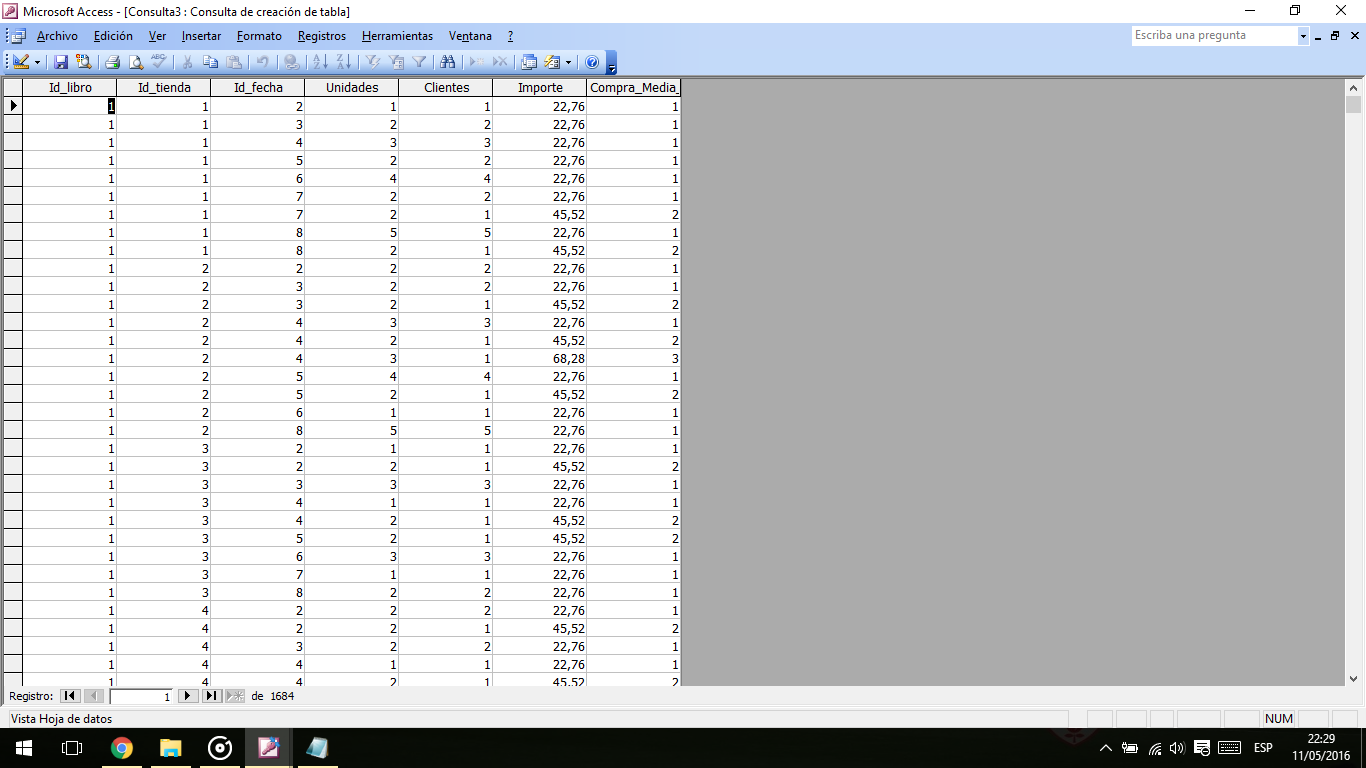 Microsoft Access - [Consulta3 : Consulta de creación de tabla]
Archivo Edición Ver Insertar Formato Registros Herramientas Ventana ? Escriba una pregunta
Id_libro Id_tienda Id_fecha Unidades Clientes Importe Compra_Media_
1 1 2 1 1 22,76 1
1 1 3 2 2 22,76 1
1 1 4 3 3 22,76 1
1 1 5 2 2 22,76 1
1 1 6 4 4 22,76 1
1 1 7 2 2 22,76 1
1 1 7 2 1 45,52 2
1 1 8 5 5 22,76 1
1 1 8 2 1 45,52 2
1 2 2 2 2 22,76 1
1 2 3 2 2 22,76 1
1 2 3 2 1 45,52 2
1 2 4 3 3 22,76 1
1 2 4 2 1 45,52 2
1 2 4 3 1 68,28 3
1 2 5 4 4 22,76 1
1 2 5 2 1 45,52 2
1 2 6 1 1 22,76 1
1 2 8 5 5 22,76 1
1 3 2 1 1 22,76 1
1 3 2 2 1 45,52 2
1 3 3 3 3 22,76 1
1 3 4 1 1 22,76 1
1 3 4 2 1 45,52 2
1 3 5 2 1 45,52 2
1 3 6 3 3 22,76 1
1 3 7 1 1 22,76 1
1 3 8 2 2 22,76 1
1 4 2 2 2 22,76 1
1 4 2 2 1 45,52 2
1 4 3 2 2 22,76 1
1 4 4 1 1 22,76 1
1 4 4 2 1 45,52 2
Registro: 1 de 1684
Vista Hoja de datos NUM
ESP 22:29
11/05/2016